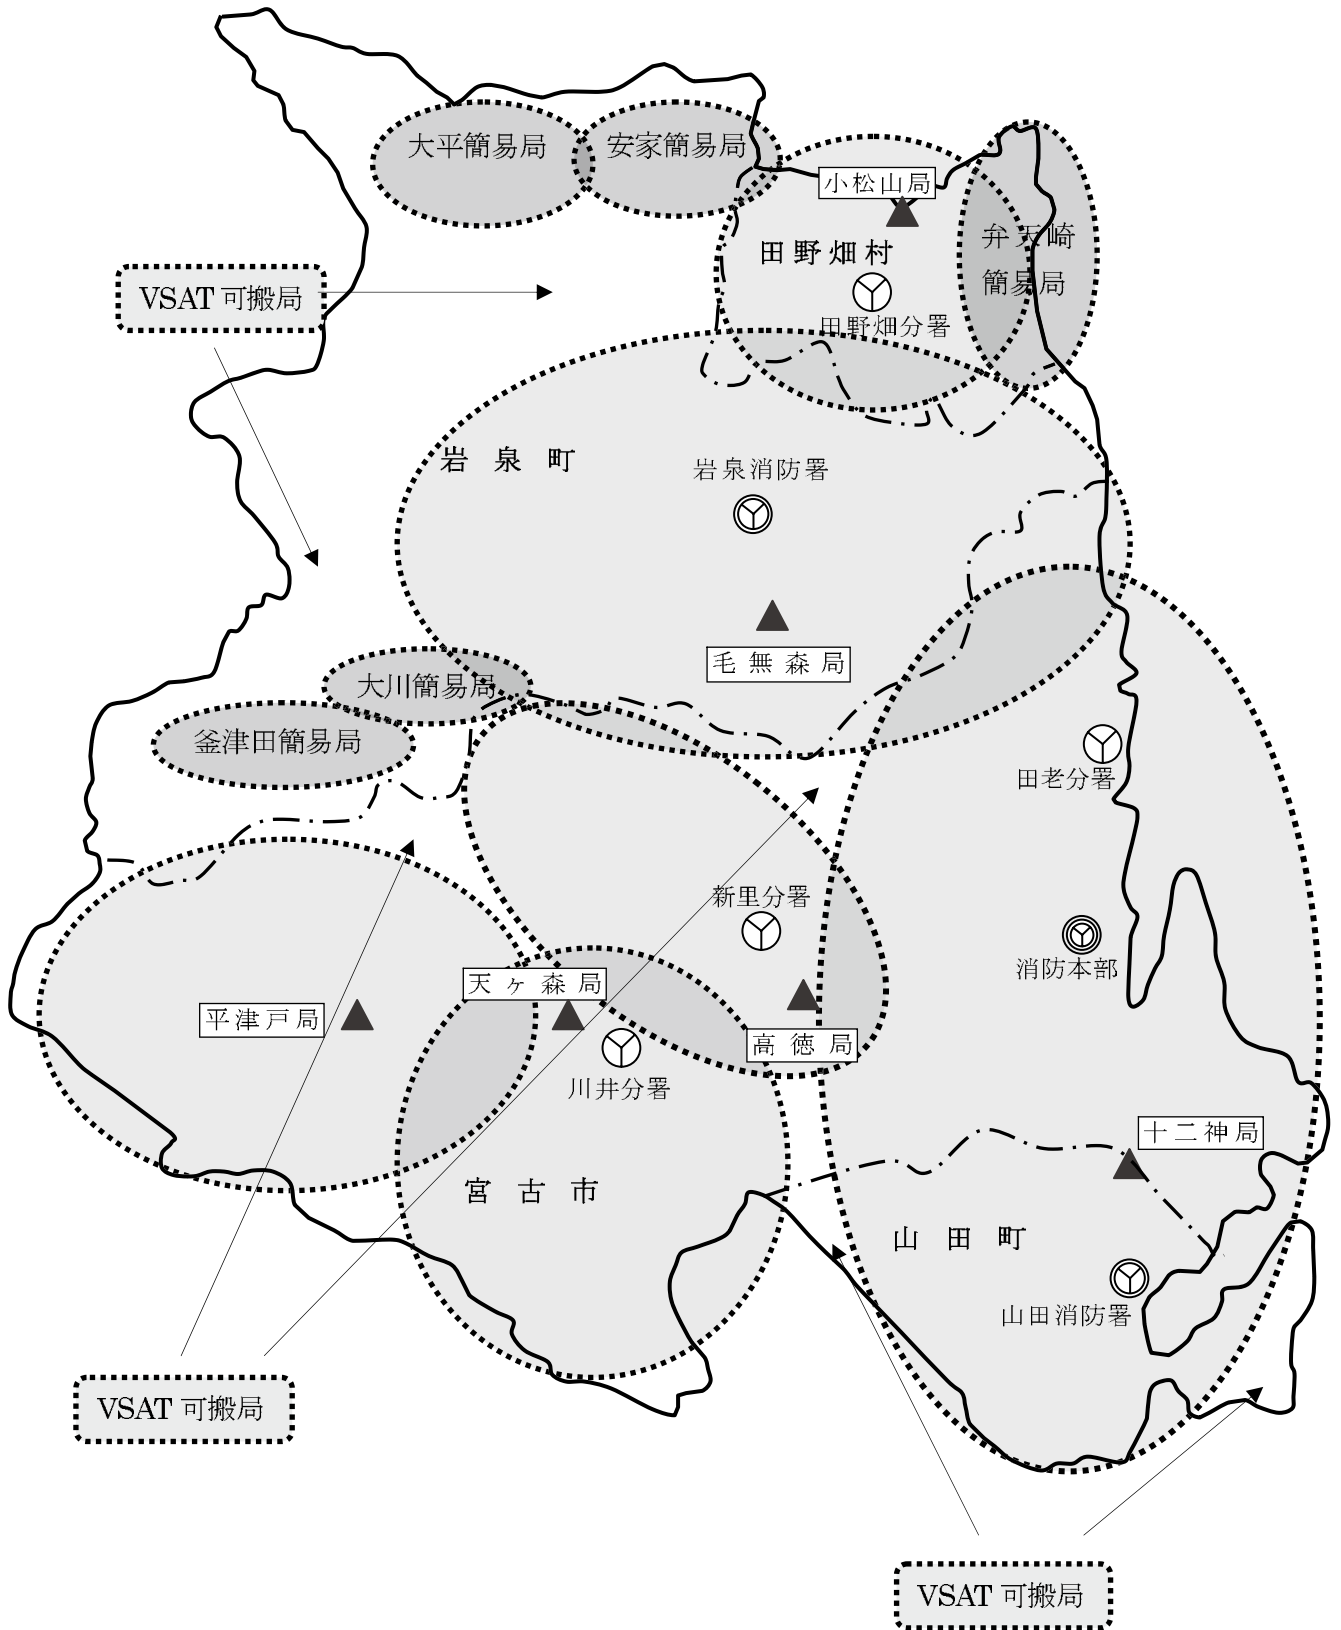 大平簡易局
安家簡易局
小松山局
田野畑村
弁天崎
簡易局
VSAT 可搬局
田野畑分署
岩泉町
岩泉消防署
毛無森局
大川簡易局
釜津田簡易局
田老分署
新里分署
消防本部
天ヶ森局
平津戸局
高徳局
川井分署
十二神局
宮古市
山田町
山田消防署
VSAT 可搬局
VSAT 可搬局